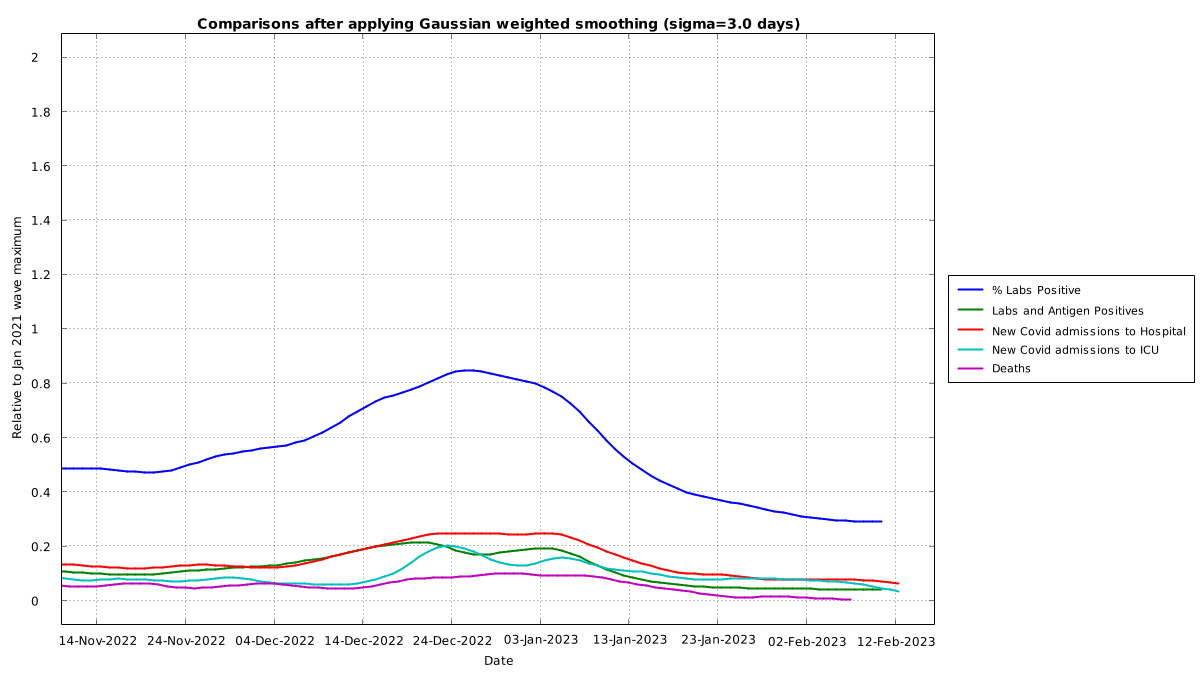 Comparisons after applying Gaussian weighted smoothing (sigma=3.0 days)
Relative to Jan 2021 wave maximum
2
1.8
1.6
1.4
1.2
1
0.8
0.6
0.4
0.2
0
14-Nov-2022 24-Nov-2022 04-Dec-2022 14-Dec-2022 24-Dec-2022 03-Jan-2023 13-Jan-2023 23-Jan-2023 02-Feb-2023 12-Feb-2023
Date
% Labs Positive
Labs and Antigen Positives
New Covid admissions to Hospital
New Covid admissions to ICU
Deaths